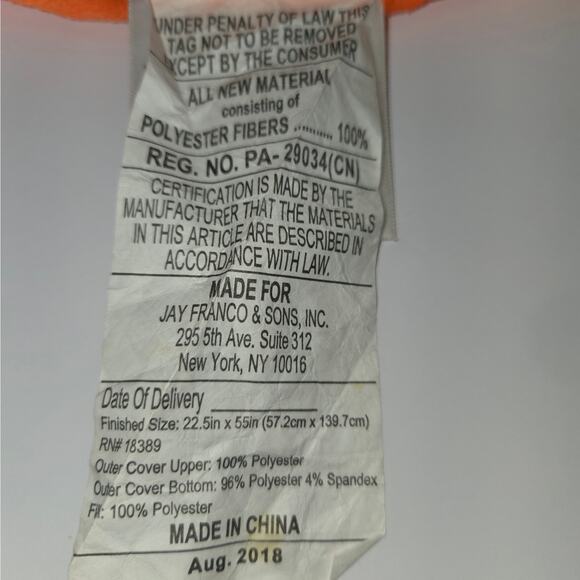 UNDER PENALTY OF LAW THIS
TAG NOT TO BE REMOVED
EXCEPT BY THE CONSUMER
ALL NEW MATERIAL
consisting of
POLYESTER FIBERS .......... 100%
REG. NO. PA- 29034(CN)
CERTIFICATION IS MADE BY THE
MANUFACTURER THAT THE MATERIALS
IN THIS ARTICLE ARE DESCRIBED IN
ACCORDANCE WITH LAW.
MADE FOR
JAY FRANCO & SONS, INC.
295 5th Ave. Suite 312
New York, NY 10016
Date Of Delivery ____________
Finished Size: 22.5in x 55in (57.2cm x 139.7cm)
RN# 18389
Outer Cover Upper: 100% Polyester
Outer Cover Bottom: 96% Polyester 4% Spandex
Fill: 100% Polyester
MADE IN CHINA
Aug. 2018